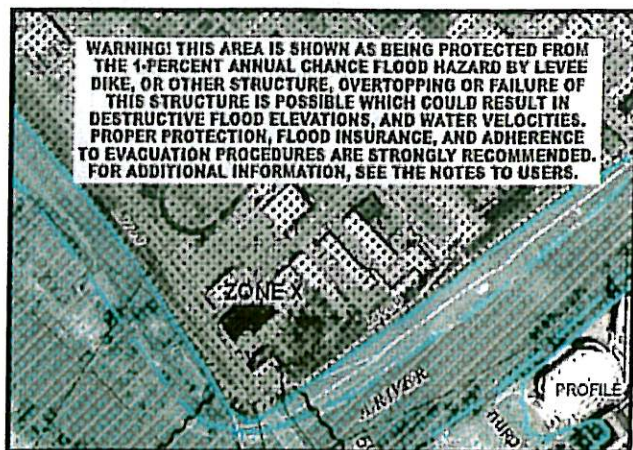 WARNING! THIS AREA IS SHOWN AS BEING PROTECTED FROM
THE 1-PERCENT ANNUAL CHANCE FLOOD HAZARD BY LEVEE
DIKE, OR OTHER STRUCTURE, OVERTOPPING OR FAILURE OF
THIS STRUCTURE IS POSSIBLE WHICH COULD RESULT IN
DESTRUCTIVE FLOOD ELEVATIONS, AND WATER VELOCITIES.
PROPER PROTECTION, FLOOD INSURANCE, AND ADHERENCE
TO EVACUATION PROCEDURES ARE STRONGLY RECOMMENDED.
FOR ADDITIONAL INFORMATION, SEE THE NOTES TO USERS.
ZONE X
RIVER
PROFILE